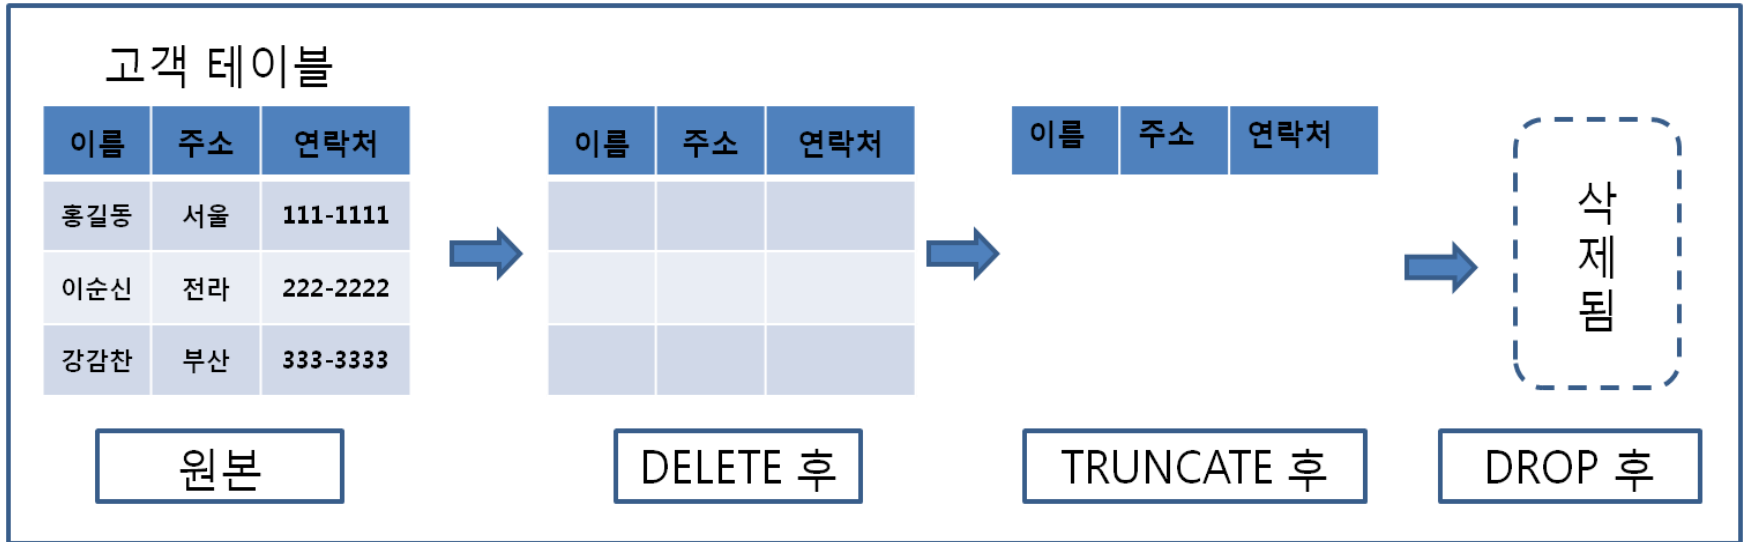 고객 테이블
이름 주소 연락처
홍길동 서울 111-1111
이순신 전라 222-2222
강감찬 부산 333-3333
원본
이름 주소 연락처
DELETE 후
이름 주소 연락처
TRUNCATE 후
삭
제
됨
DROP 후